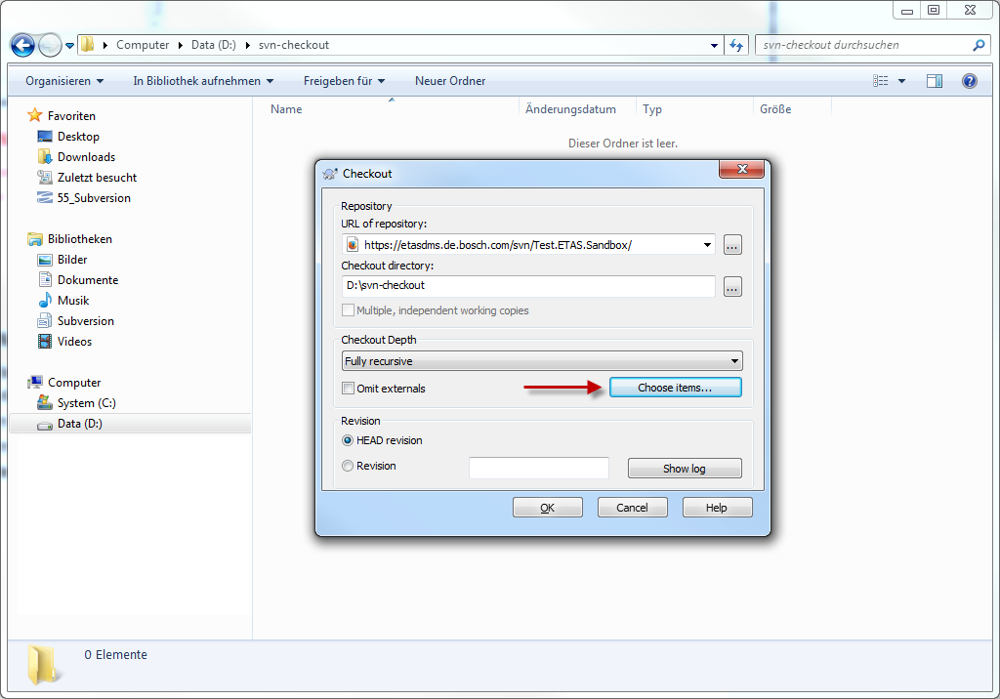 Computer Data (D:) svn-checkout
svn-checkout durchsuchen
Organisieren In Bibliothek aufnehmen Freigeben für Neuer Ordner
Name Änderungsdatum Typ Größe
Dieser Ordner ist leer.
Favoriten
Desktop
Downloads
Zuletzt besucht
55_Subversion
Bibliotheken
Bilder
Dokumente
Musik
Subversion
Videos
Computer
System (C:)
Data (D:)
Checkout
Repository
URL of repository:
https://etasdms.de.bosch.com/svn/Test.ETAS.Sandbox/
...
Checkout directory:
D:\svn-checkout
...
Multiple, independent working copies
Checkout Depth
Fully recursive
Omit externals
Choose items...
Revision
HEAD revision
Revision
Show log
OK Cancel Help
0 Elemente